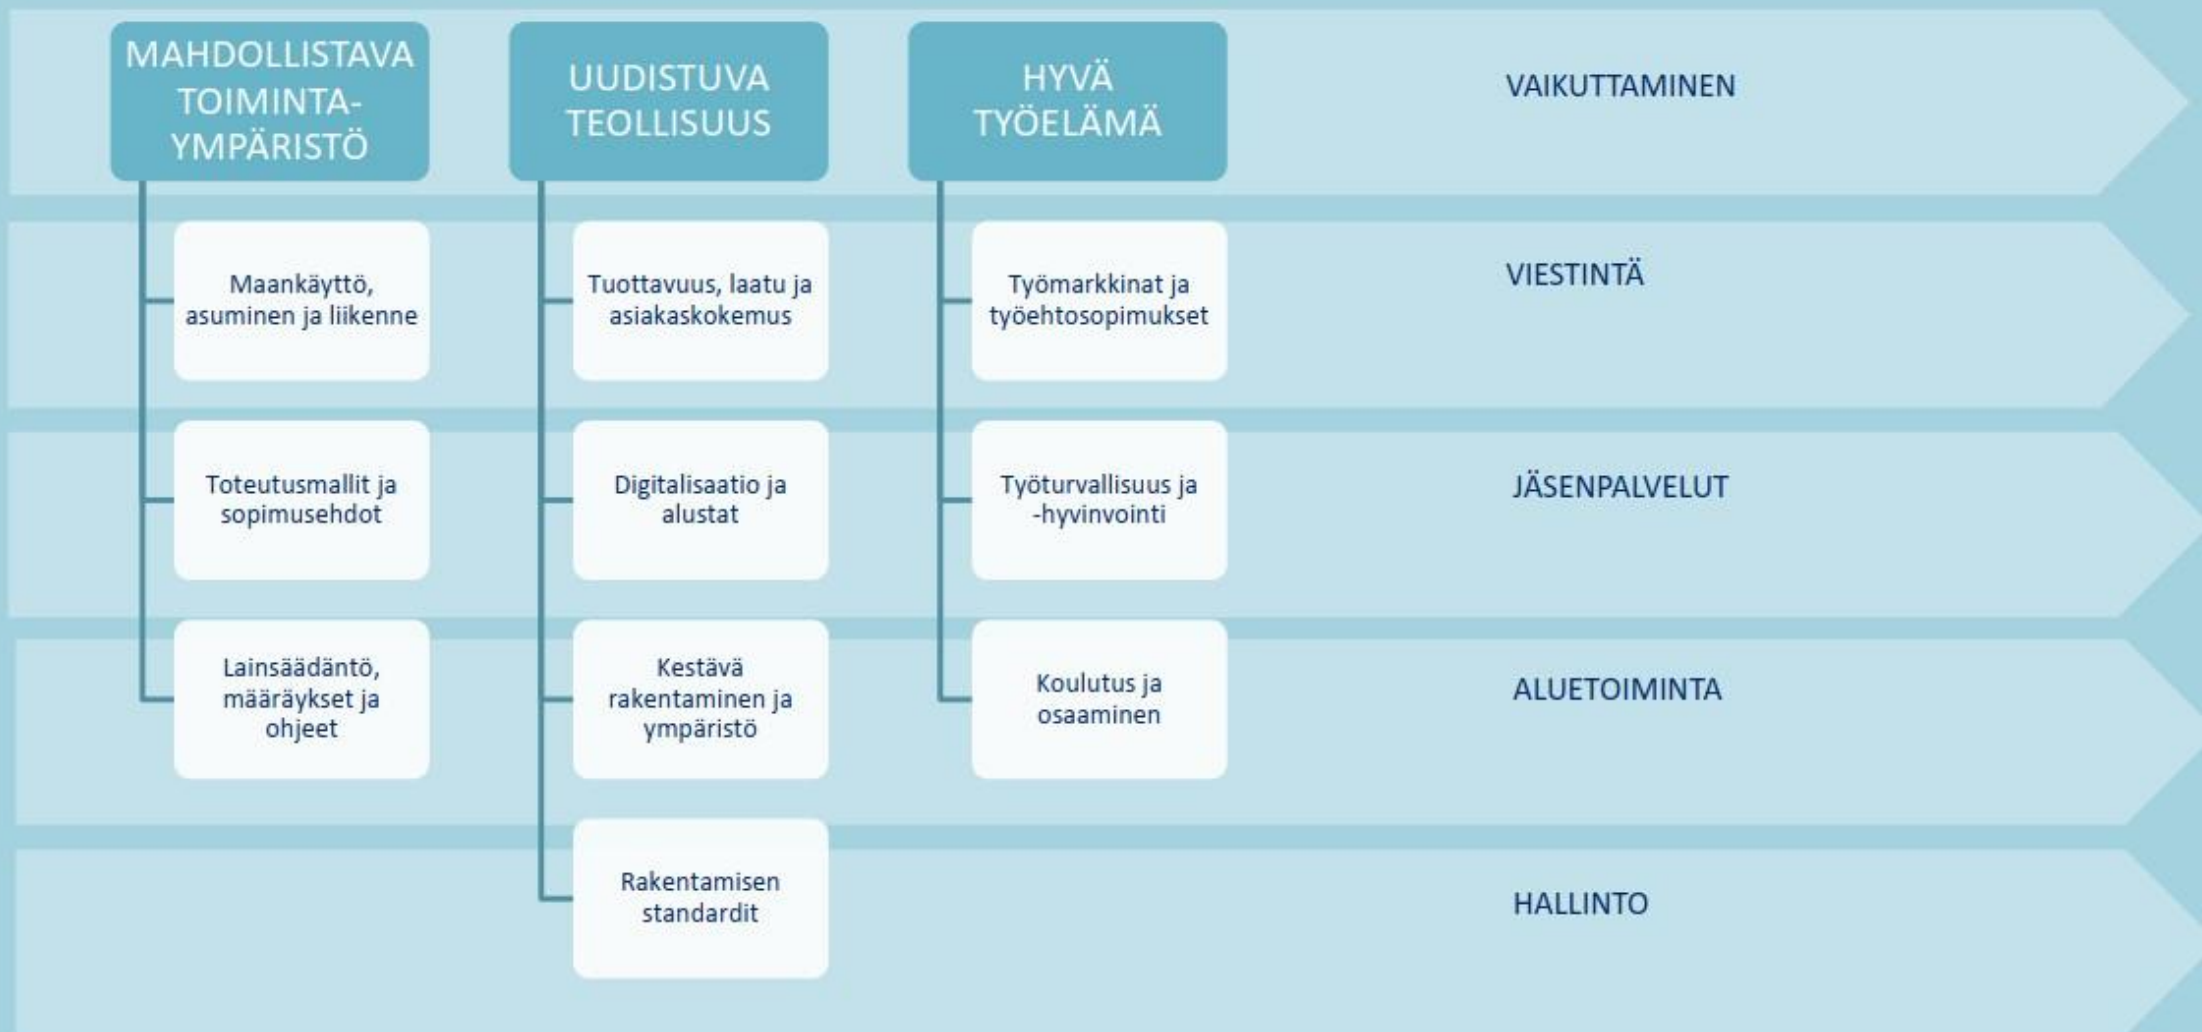 MAHDOLLISTAVA
TOIMINTA-
YMPÄRISTÖ
Maankäyttö,
asuminen ja liikenne
Toteutusmallit ja
sopimusehdot
Lainsäädäntö,
määräykset ja
ohjeet
UUDISTUVA
TEOLLISUUS
Tuottavuus, laatu ja
asiakaskokemus
Digitalisaatio ja
alustat
Kestävä
rakentaminen ja
ympäristö
Rakentamisen
standardit
HYVÄ
TYÖELÄMÄ
Työmarkkinat ja
työehtosopimukset
Työturvallisuus ja
-hyvinvointi
Koulutus ja
osaaminen
VAIKUTTAMINEN
VIESTINTÄ
JÄSENPALVELUT
ALUETOIMINTA
HALLINTO